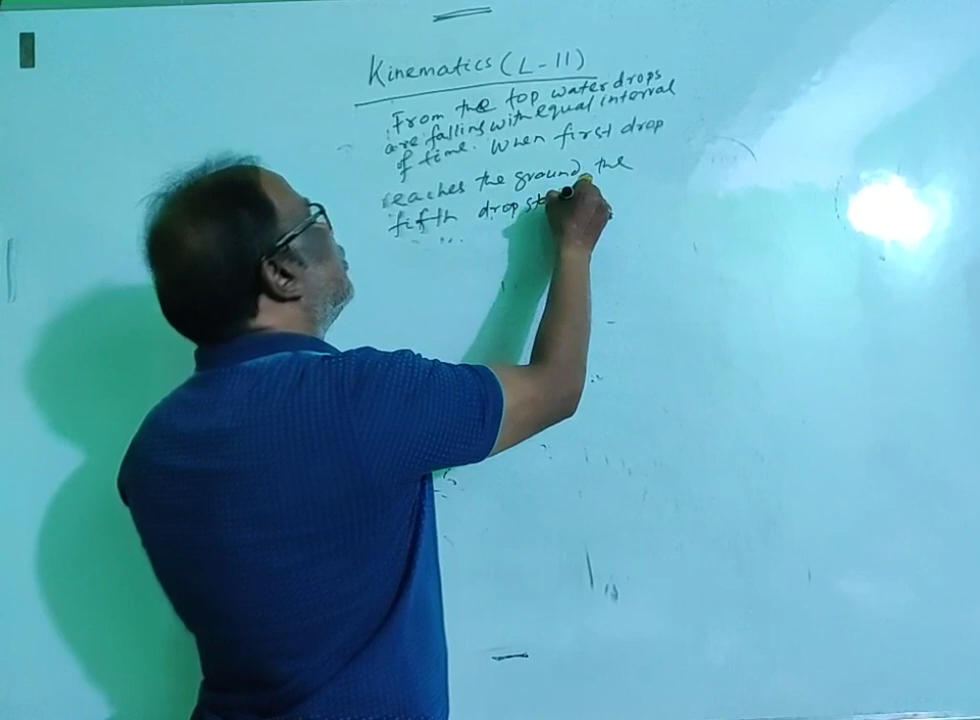 Kinematics (L-11)
From the top water drops
are falling with equal interval
of time. When first drop
reaches the ground the
fifth drop st